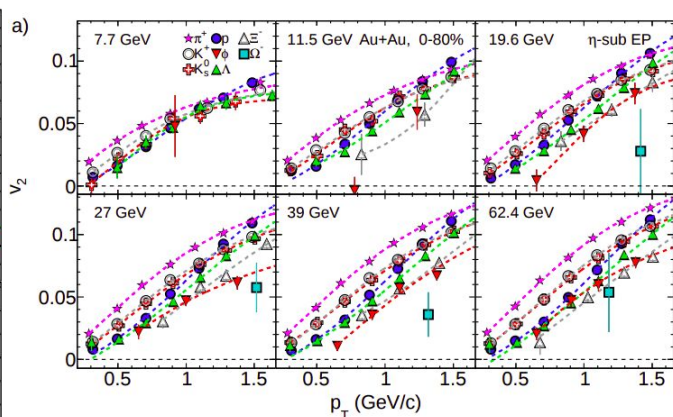 a)
7.7 GeV
π⁺ p Ξ⁻
K⁺ φ Ω⁻
K⁰ₛ Λ
11.5 GeV Au+Au, 0-80%
19.6 GeV η-sub EP
0.1
0.05
0
v₂
27 GeV
39 GeV
62.4 GeV
0.1
0.05
0
0.5 1 1.5 0.5 1 1.5 0.5 1 1.5
p_T (GeV/c)